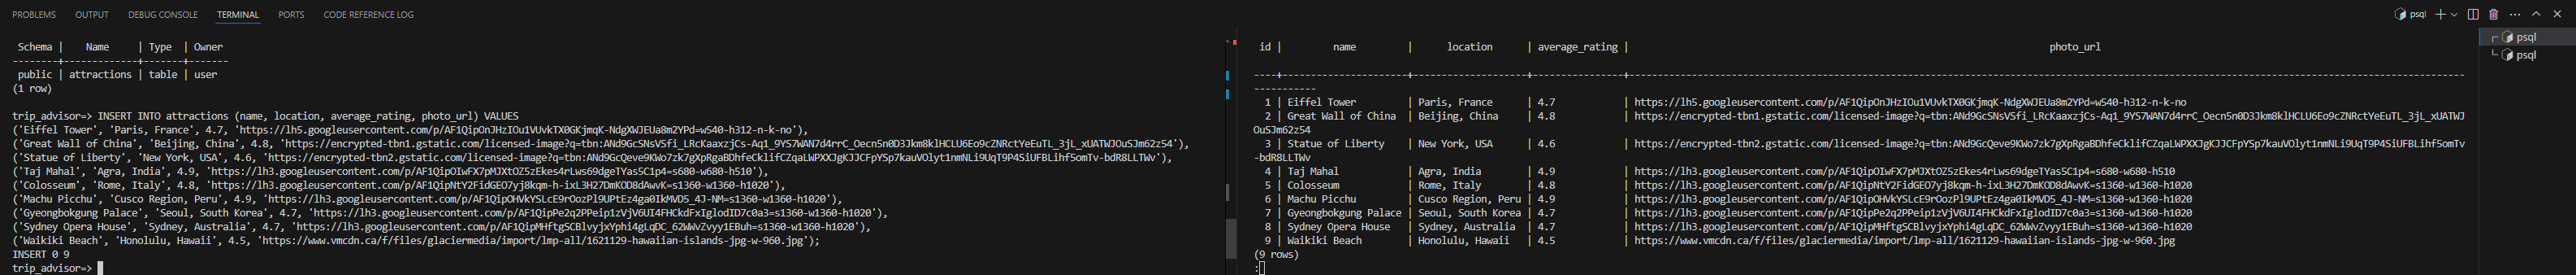 PROBLEMS OUTPUT DEBUG CONSOLE TERMINAL PORTS CODE REFERENCE LOG
psql
Schema | Name | Type | Owner
--------+-------------+-------+-------
public | attractions | table | user
(1 row)
trip_advisor=> INSERT INTO attractions (name, location, average_rating, photo_url) VALUES
('Eiffel Tower', 'Paris, France', 4.7, 'https://lh5.googleusercontent.com/p/AF1QipOnJHzIOu1VUvkTX0GKjmqK-NdgXWJEUa8m2YPd=w540-h312-n-k-no'),
('Great Wall of China', 'Beijing, China', 4.8, 'https://encrypted-tbn1.gstatic.com/licensed-image?q=tbn:ANd9GcSNsVSfi_LRcKaaxzjCs-Aq1_9YS7WAN7d4rrC_Oecn5n0D3Jkm8klHCLU6Eo9cZNRctYeEuTL_3jL_xUATWJOuSJm62z54'),
('Statue of Liberty', 'New York, USA', 4.6, 'https://encrypted-tbn2.gstatic.com/licensed-image?q=tbn:ANd9GcQeve9KWo7zk7gXpRgaBDhfeCklifCZqaLWPXXJgKJJCFpYSp7kauVOlyt1nmNLi9UqT9P4SiUFBLihf5omTv-bdR8LLTWv'),
('Taj Mahal', 'Agra, India', 4.9, 'https://lh3.googleusercontent.com/p/AF1QipOIwFX7pMJXtOZ5zEkes4rLws69dgeTYas5C1p4=s680-w680-h510'),
('Colosseum', 'Rome, Italy', 4.8, 'https://lh3.googleusercontent.com/p/AF1QipNtY2FidGEO7yj8kqm-h-ixL3H27DmKOD8dAwvK=s1360-w1360-h1020'),
('Machu Picchu', 'Cusco Region, Peru', 4.9, 'https://lh3.googleusercontent.com/p/AF1QipOHVkYSLcE9rOozPl9UPtEz4ga0IkMVD5_4J-NM=s1360-w1360-h1020'),
('Gyeongbokgung Palace', 'Seoul, South Korea', 4.7, 'https://lh3.googleusercontent.com/p/AF1QipPe2q2PPeip1zVjV6UI4FHCkdFxIglodID7c0a3=s1360-w1360-h1020'),
('Sydney Opera House', 'Sydney, Australia', 4.7, 'https://lh3.googleusercontent.com/p/AF1QipMHftgSCBlvyjxYphi4gLqDC_62WWvZvyy1EBuh=s1360-w1360-h1020'),
('Waikiki Beach', 'Honolulu, Hawaii', 4.5, 'https://www.vmcdn.ca/f/files/glaciermedia/import/lmp-all/1621129-hawaiian-islands-jpg-w-960.jpg');
INSERT 0 9
trip_advisor=>
id | name | location | average_rating | photo_url
1 | Eiffel Tower | Paris, France | 4.7 | https://lh5.googleusercontent.com/p/AF1QipOnJHzIOu1VUvkTX0GKjmqK-NdgXWJEUa8m2YPd=w540-h312-n-k-no
2 | Great Wall of China | Beijing, China | 4.8 | https://encrypted-tbn1.gstatic.com/licensed-image?q=tbn:ANd9GcSNsVSfi_LRcKaaxzjCs-Aq1_9YS7WAN7d4rrC_Oecn5n0D3Jkm8klHCLU6Eo9cZNRctYeEuTL_3jL_xUATWJ
OuSJm62z54
3 | Statue of Liberty | New York, USA | 4.6 | https://encrypted-tbn2.gstatic.com/licensed-image?q=tbn:ANd9GcQeve9KWo7zk7gXpRgaBDhfeCklifCZqaLWPXXJgKJJCFpYSp7kauVOlyt1nmNLi9UqT9P4SiUFBLihf5omTv
-bdR8LLTWv
4 | Taj Mahal | Agra, India | 4.9 | https://lh3.googleusercontent.com/p/AF1QipOIwFX7pMJXtOZ5zEkes4rLws69dgeTYas5C1p4=s680-w680-h510
5 | Colosseum | Rome, Italy | 4.8 | https://lh3.googleusercontent.com/p/AF1QipNtY2FidGEO7yj8kqm-h-ixL3H27DmKOD8dAwvK=s1360-w1360-h1020
6 | Machu Picchu | Cusco Region, Peru | 4.9 | https://lh3.googleusercontent.com/p/AF1QipOHVkYSLcE9rOozPl9UPtEz4ga0IkMVD5_4J-NM=s1360-w1360-h1020
7 | Gyeongbokgung Palace | Seoul, South Korea | 4.7 | https://lh3.googleusercontent.com/p/AF1QipPe2q2PPeip1zVjV6UI4FHCkdFxIglodID7c0a3=s1360-w1360-h1020
8 | Sydney Opera House | Sydney, Australia | 4.7 | https://lh3.googleusercontent.com/p/AF1QipMHftgSCBlvyjxYphi4gLqDC_62WWvZvyy1EBuh=s1360-w1360-h1020
9 | Waikiki Beach | Honolulu, Hawaii | 4.5 | https://www.vmcdn.ca/f/files/glaciermedia/import/lmp-all/1621129-hawaiian-islands-jpg-w-960.jpg
(9 rows)
:
psql
psql